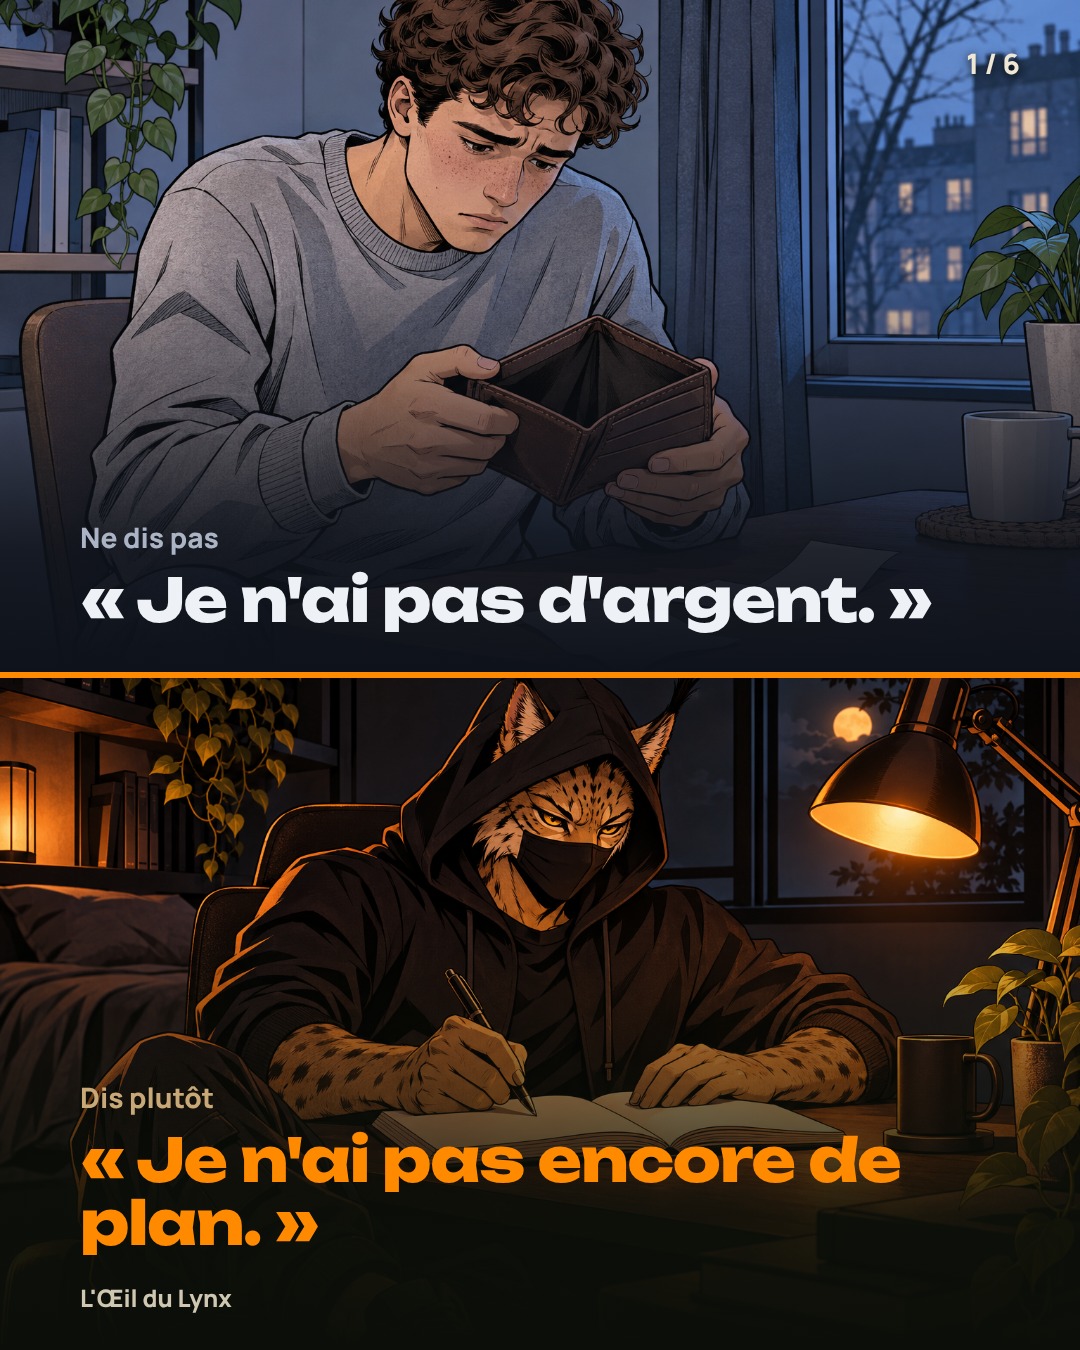 1 / 6
Ne dis pas
« Je n'ai pas d'argent. »
Dis plutôt
« Je n'ai pas encore de
plan. »
L'Œil du Lynx